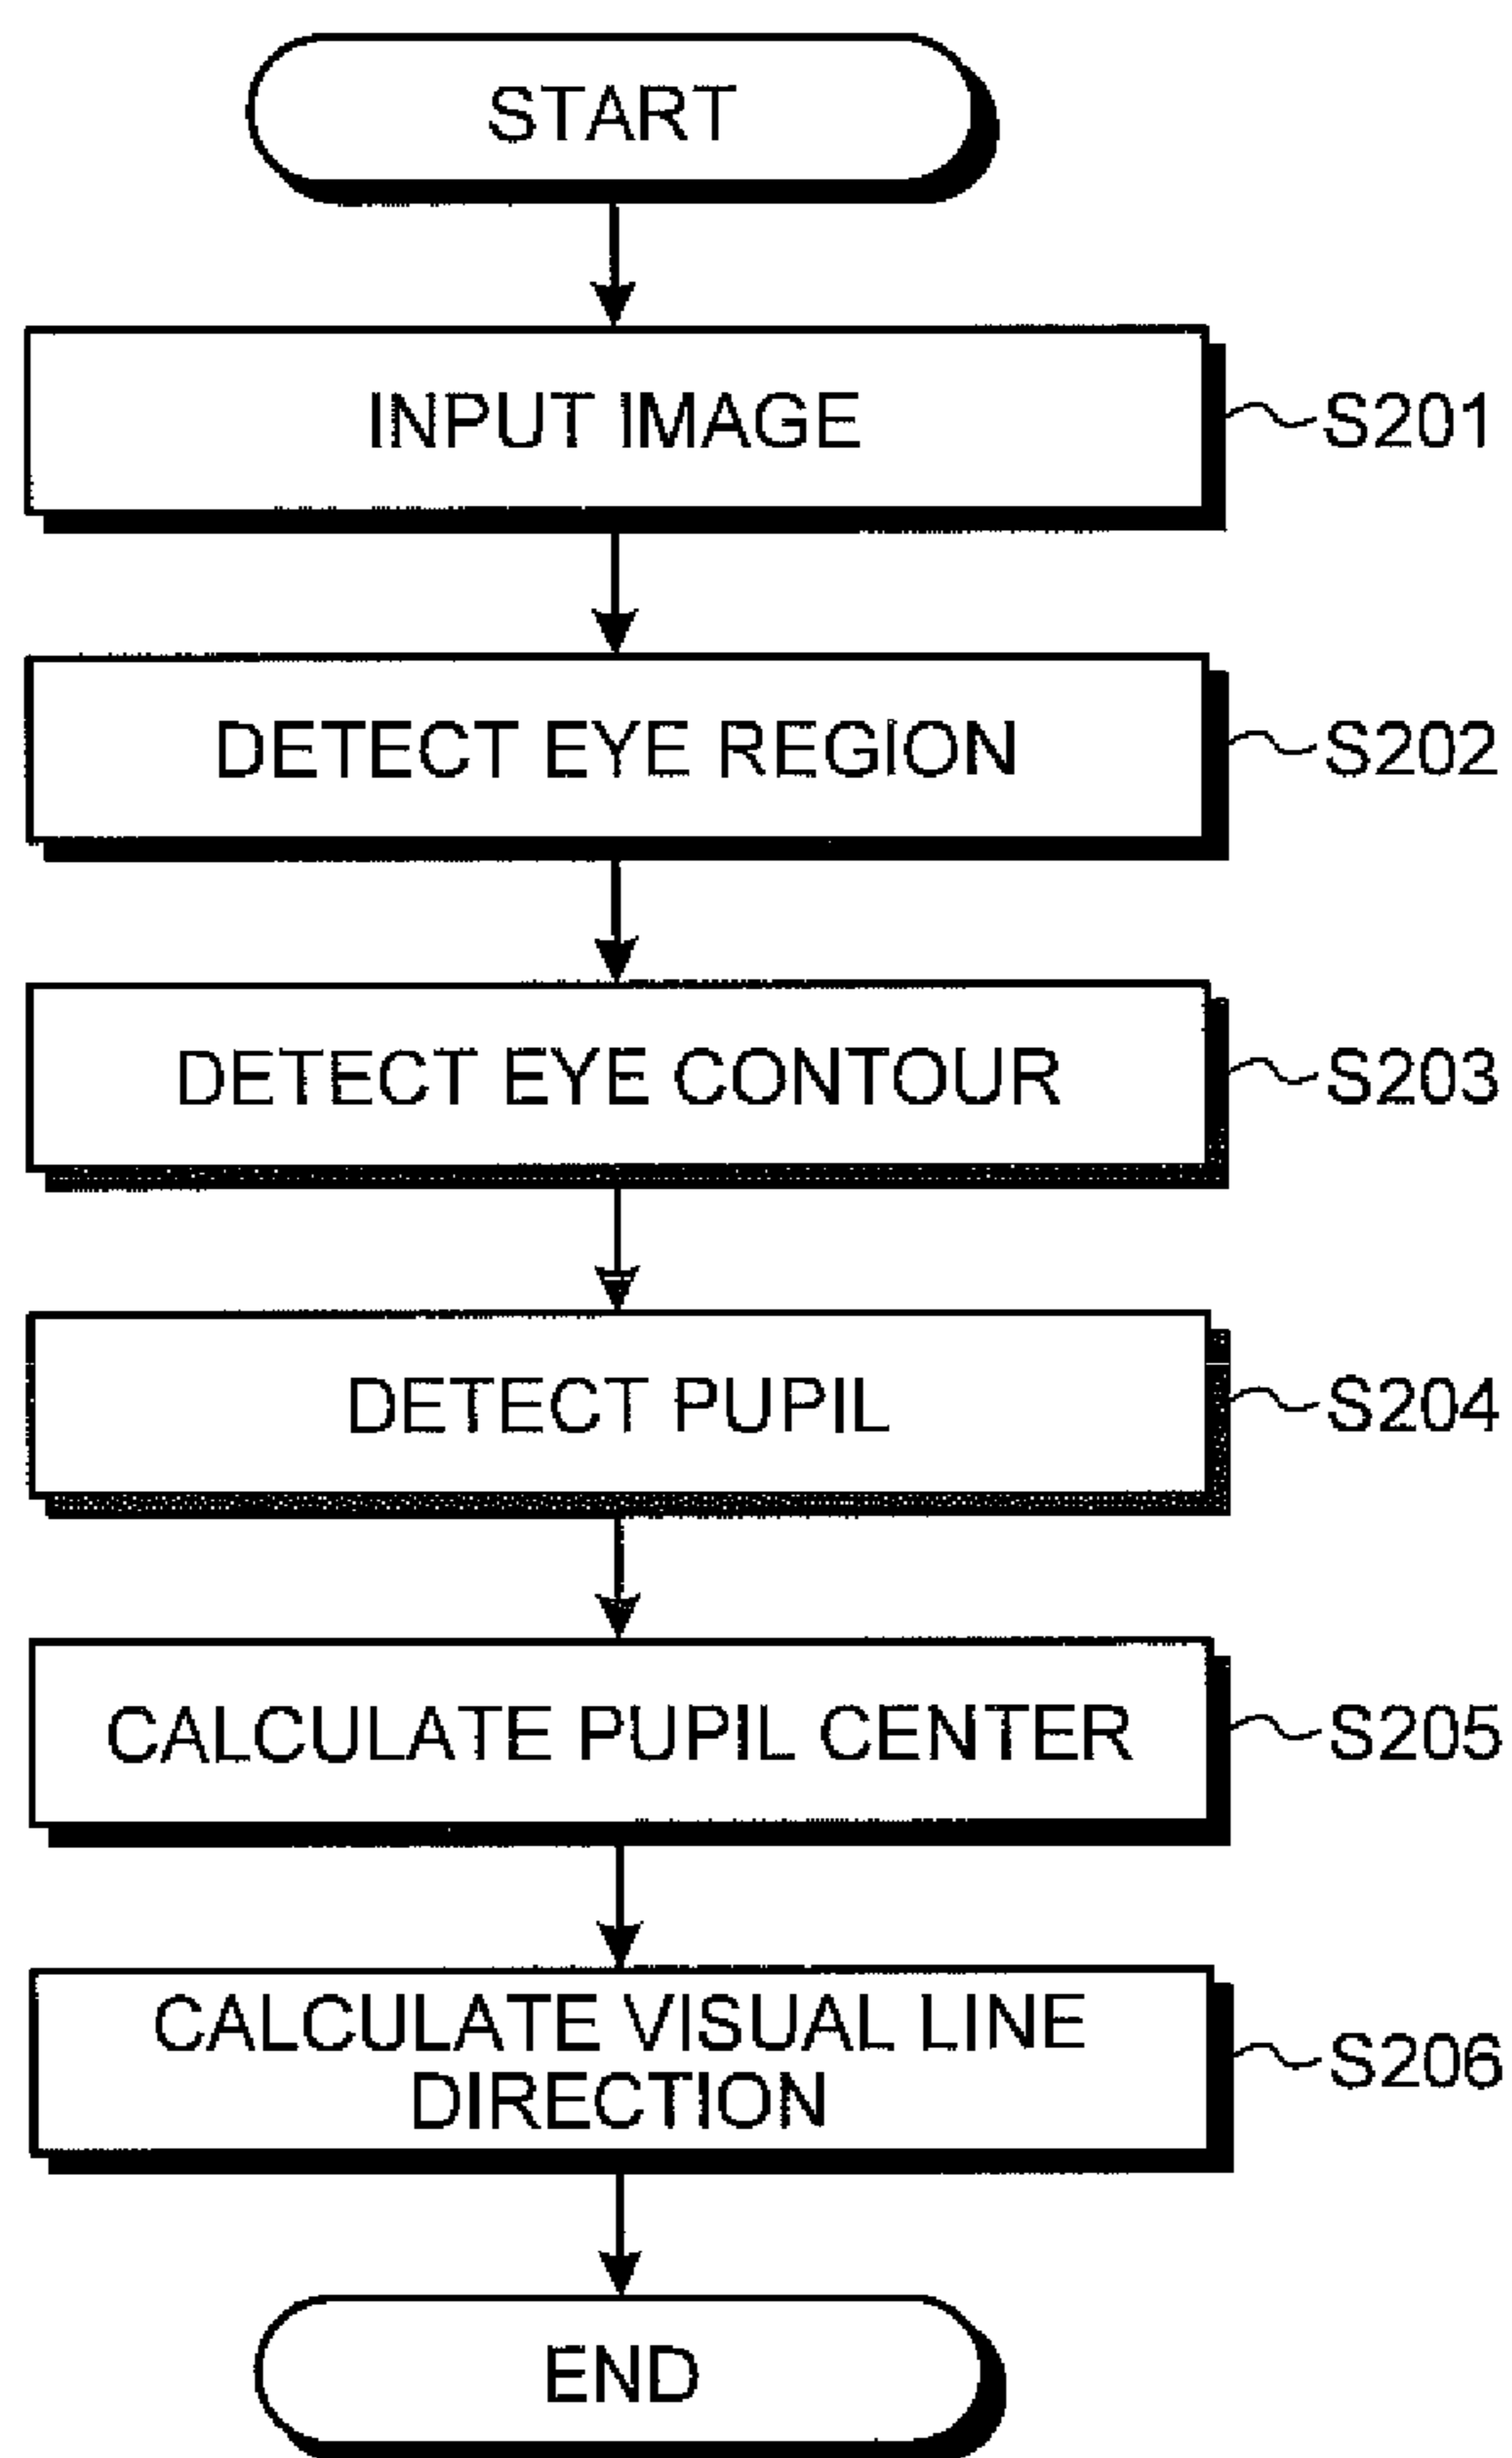 START
INPUT IMAGE
S201
DETECT EYE REGION
S202
DETECT EYE CONTOUR
S203
DETECT PUPIL
S204
CALCULATE PUPIL CENTER
S205
CALCULATE VISUAL LINE
DIRECTION
S206
END